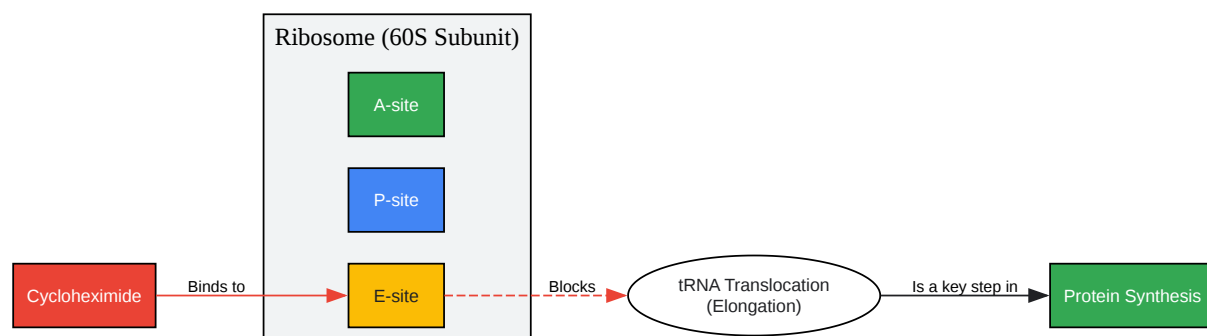 Ribosome (60S Subunit)
A-site
P-site
Cycloheximide
Binds to
E-site
Blocks
tRNA Translocation
(Elongation)
Is a key step in
Protein Synthesis